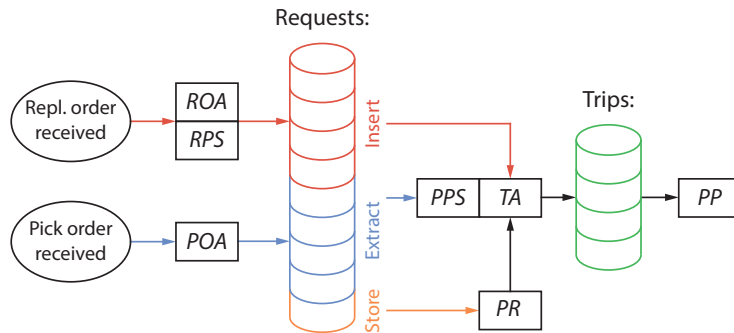 Requests:
Repl. order
received
ROA
RPS
Insert
Trips:
PPS
TA
PP
Pick order
received
POA
Extract
Store
PR